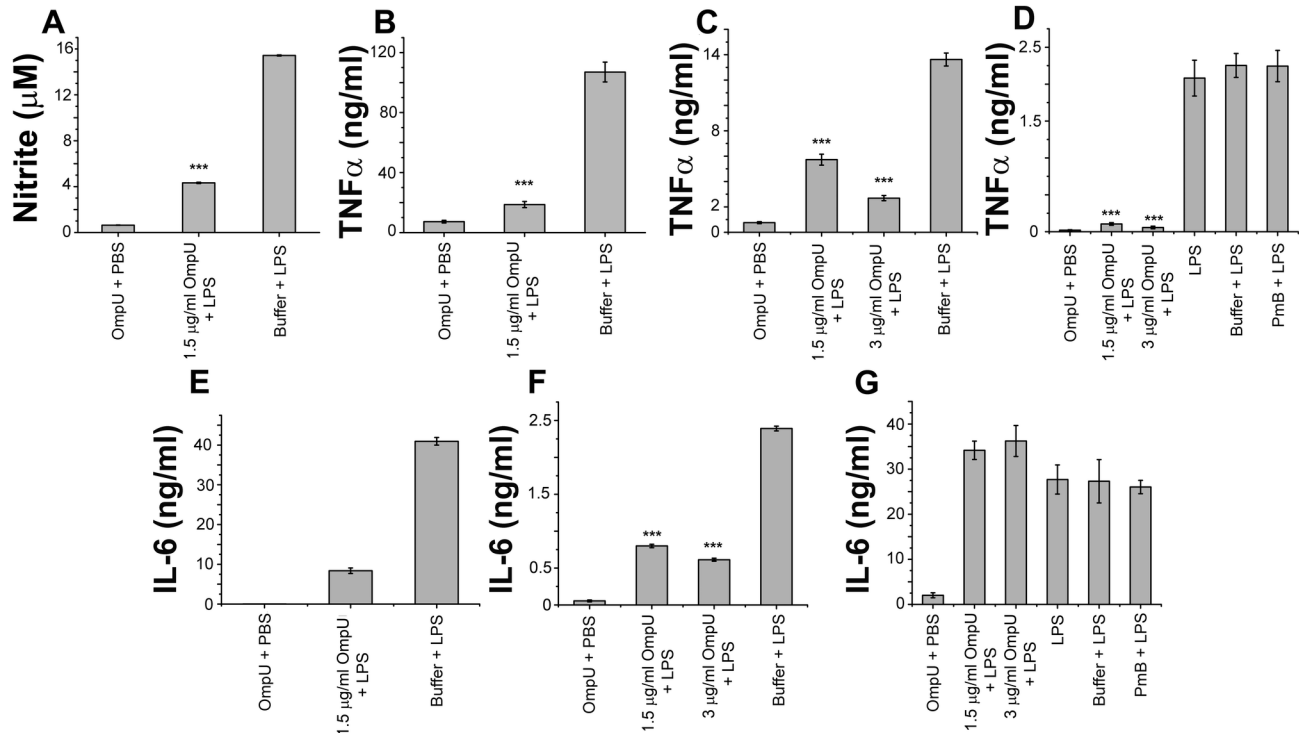 A
Nitrite (μM)
16
12
8
4
0
***
OmpU + PBS
1.5 μg/ml OmpU
+ LPS
Buffer + LPS
B
TNFα (ng/ml)
120
80
40
20
0
***
OmpU + PBS
1.5 μg/ml OmpU
+ LPS
Buffer + LPS
C
TNFα (ng/ml)
14
8
6
2
0
***
***
OmpU + PBS
1.5 μg/ml OmpU
+ LPS
3 μg/ml OmpU
+ LPS
Buffer + LPS
D
TNFα (ng/ml)
2.5
2
1.5
0
***
***
OmpU + PBS
1.5 μg/ml OmpU
+ LPS
3 μg/ml OmpU
+ LPS
LPS
Buffer + LPS
PmB + LPS
E
IL-6 (ng/ml)
40
30
20
10
0
OmpU + PBS
1.5 μg/ml OmpU
+ LPS
Buffer + LPS
F
IL-6 (ng/ml)
2.5
1.5
0.5
0
***
***
OmpU + PBS
1.5 μg/ml OmpU
+ LPS
3 μg/ml OmpU
+ LPS
Buffer + LPS
G
IL-6 (ng/ml)
40
30
25
10
0
OmpU + PBS
1.5 μg/ml OmpU
+ LPS
3 μg/ml OmpU
+ LPS
LPS
Buffer + LPS
PmB + LPS